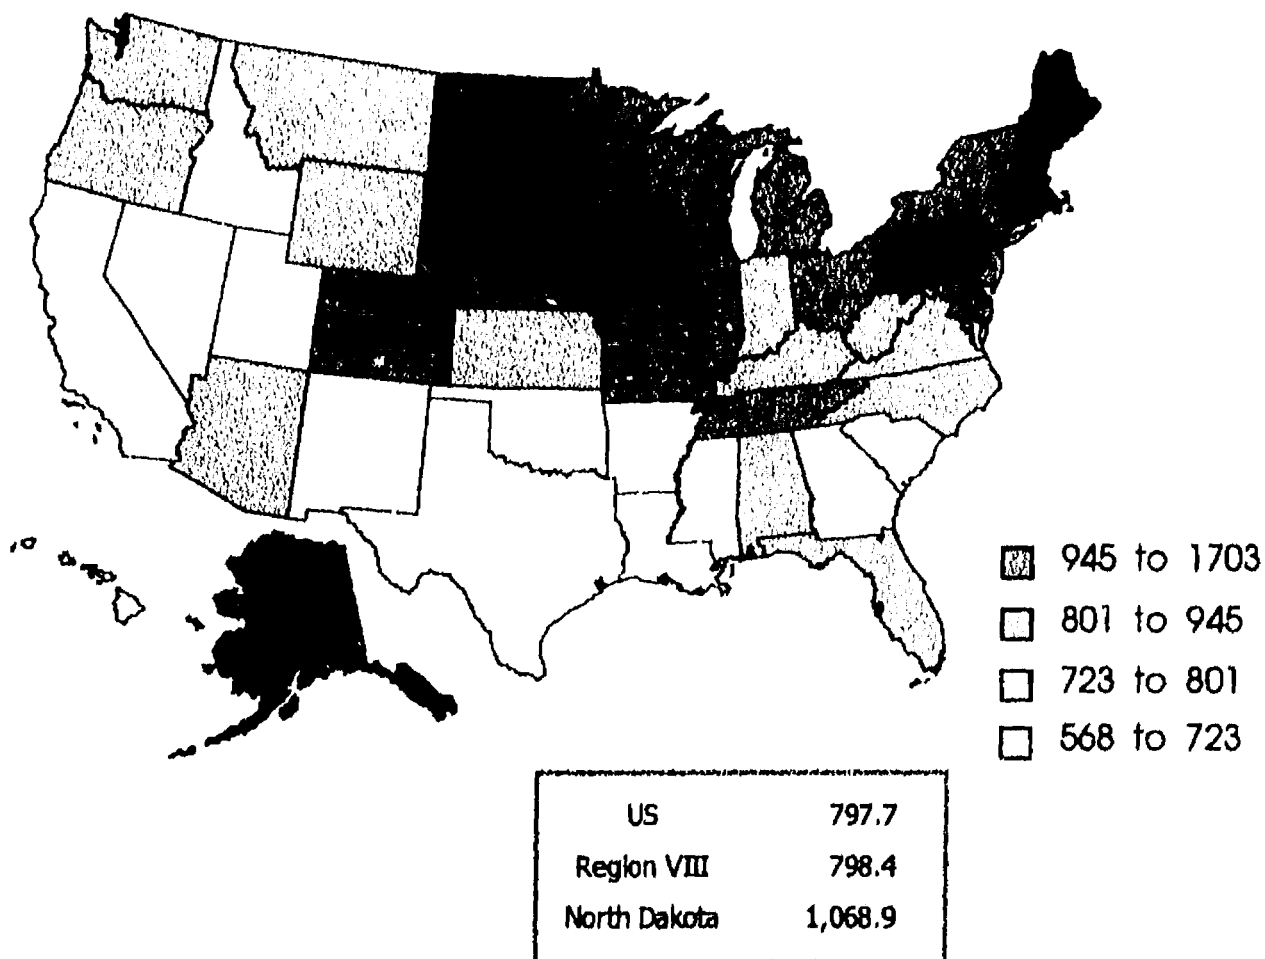 945 to 1703
801 to 945
723 to 801
568 to 723
US 797.7
Region VIII 798.4
North Dakota 1,068.9